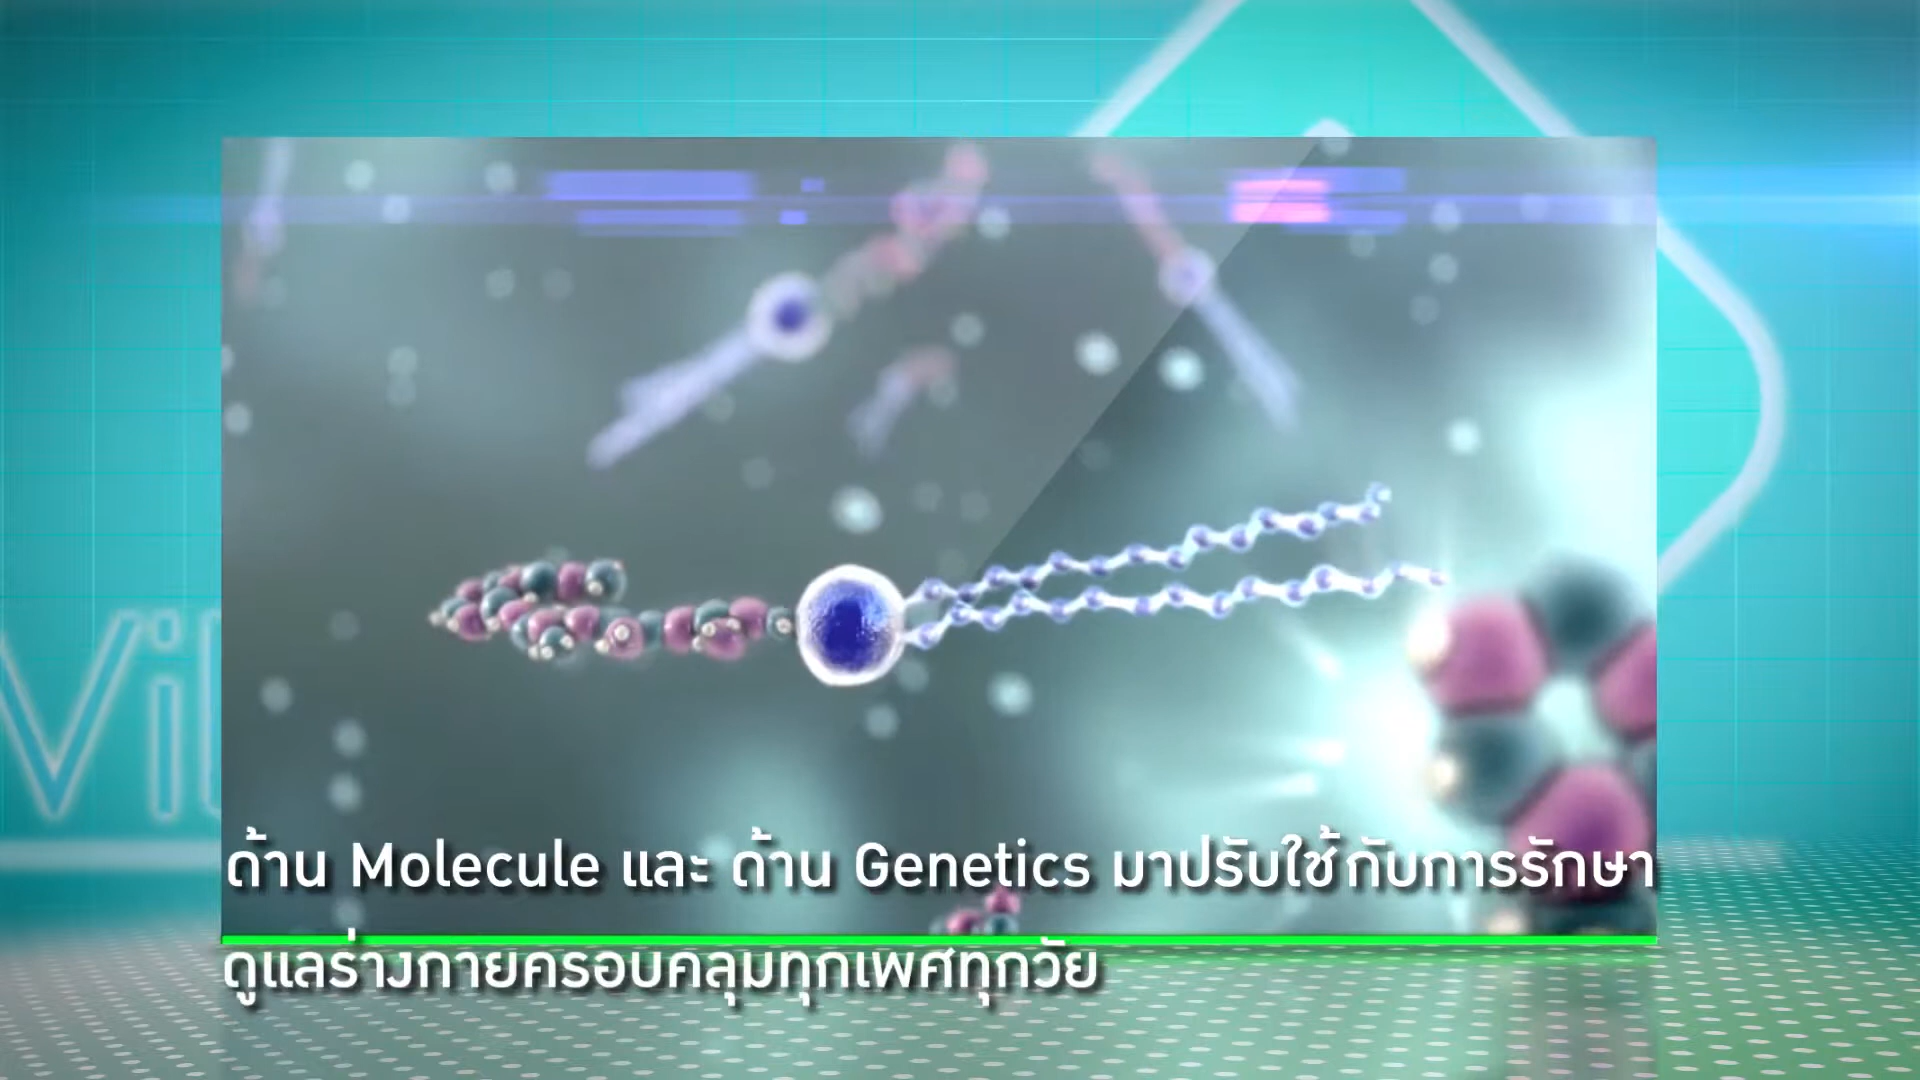 ด้าน Molecule และ ด้าน Genetics มาปรับใช้กับการรักษา
ดูแลร่างกายครอบคลุมทุกเพศทุกวัย